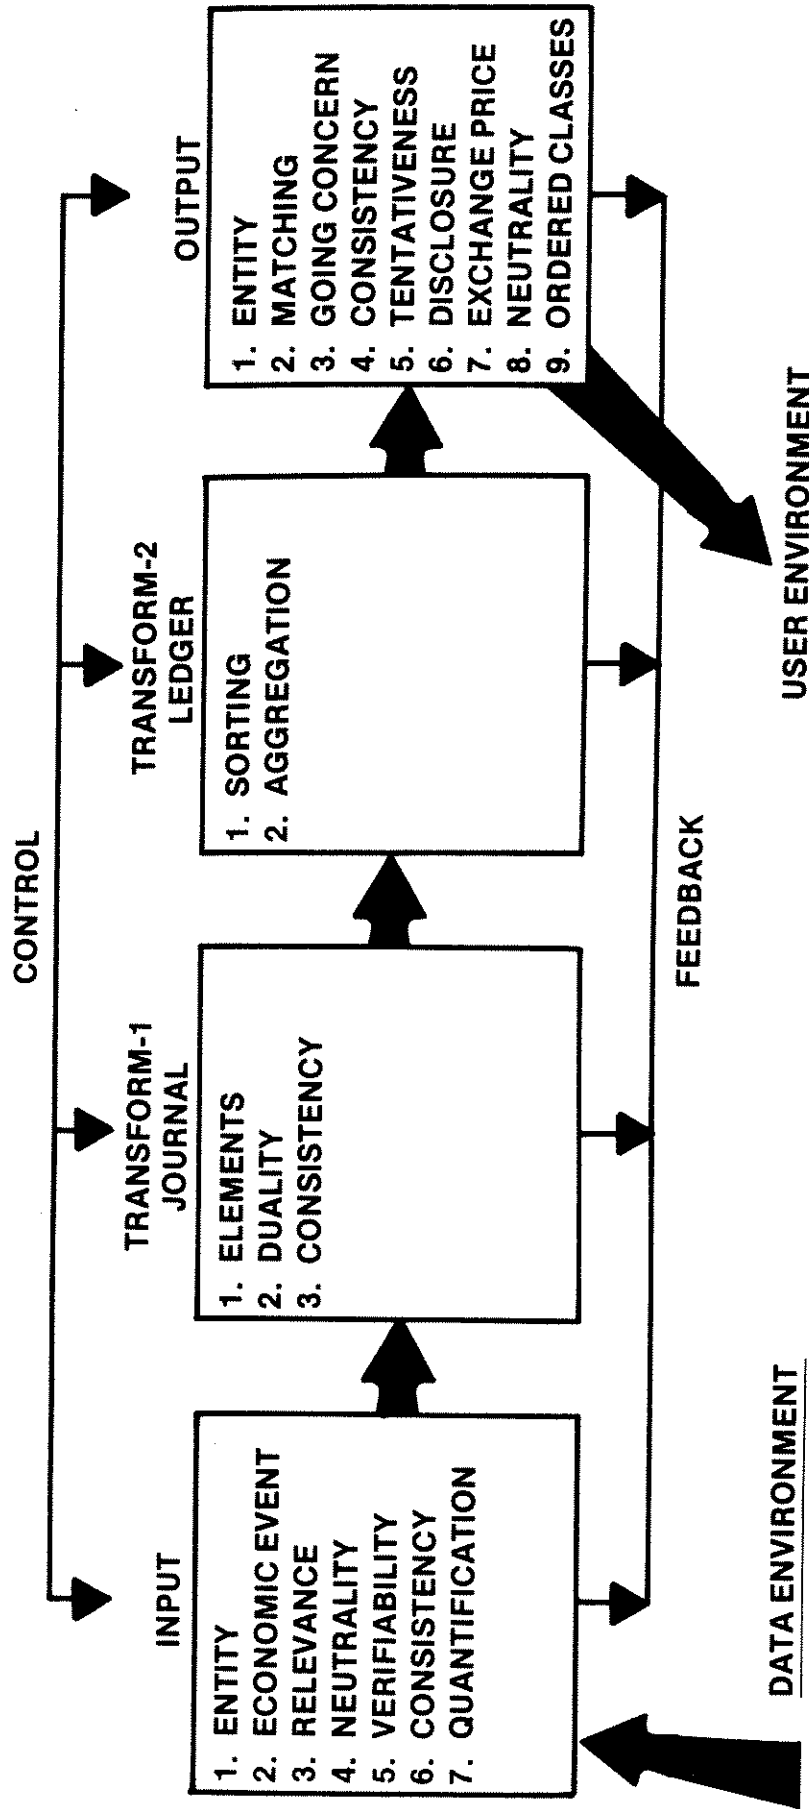 CONTROL
INPUT
1. ENTITY
2. ECONOMIC EVENT
3. RELEVANCE
4. NEUTRALITY
5. VERIFIABILITY
6. CONSISTENCY
7. QUANTIFICATION
TRANSFORM-1
JOURNAL
1. ELEMENTS
2. DUALITY
3. CONSISTENCY
TRANSFORM-2
LEDGER
1. SORTING
2. AGGREGATION
OUTPUT
1. ENTITY
2. MATCHING
3. GOING CONCERN
4. CONSISTENCY
5. TENTATIVENESS
6. DISCLOSURE
7. EXCHANGE PRICE
8. NEUTRALITY
9. ORDERED CLASSES
FEEDBACK
DATA ENVIRONMENT
USER ENVIRONMENT